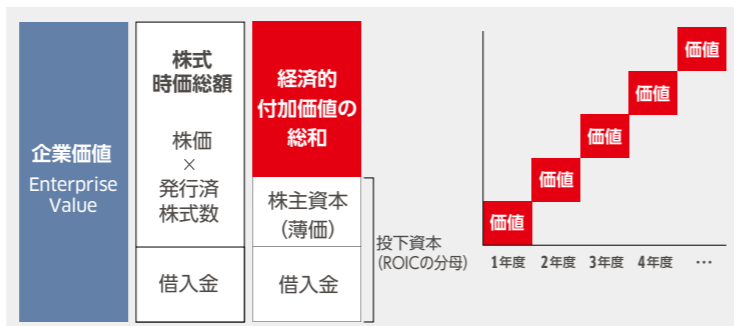 企業価値
Enterprise
Value
株式
時価総額
株価
×
発行済
株式数
借入金
経済的
付加価値の
総和
株主資本
(薄価)
借入金
投下資本
(ROICの分母)
価値
価値
価値
価値
価値
1年度 2年度 3年度 4年度 …